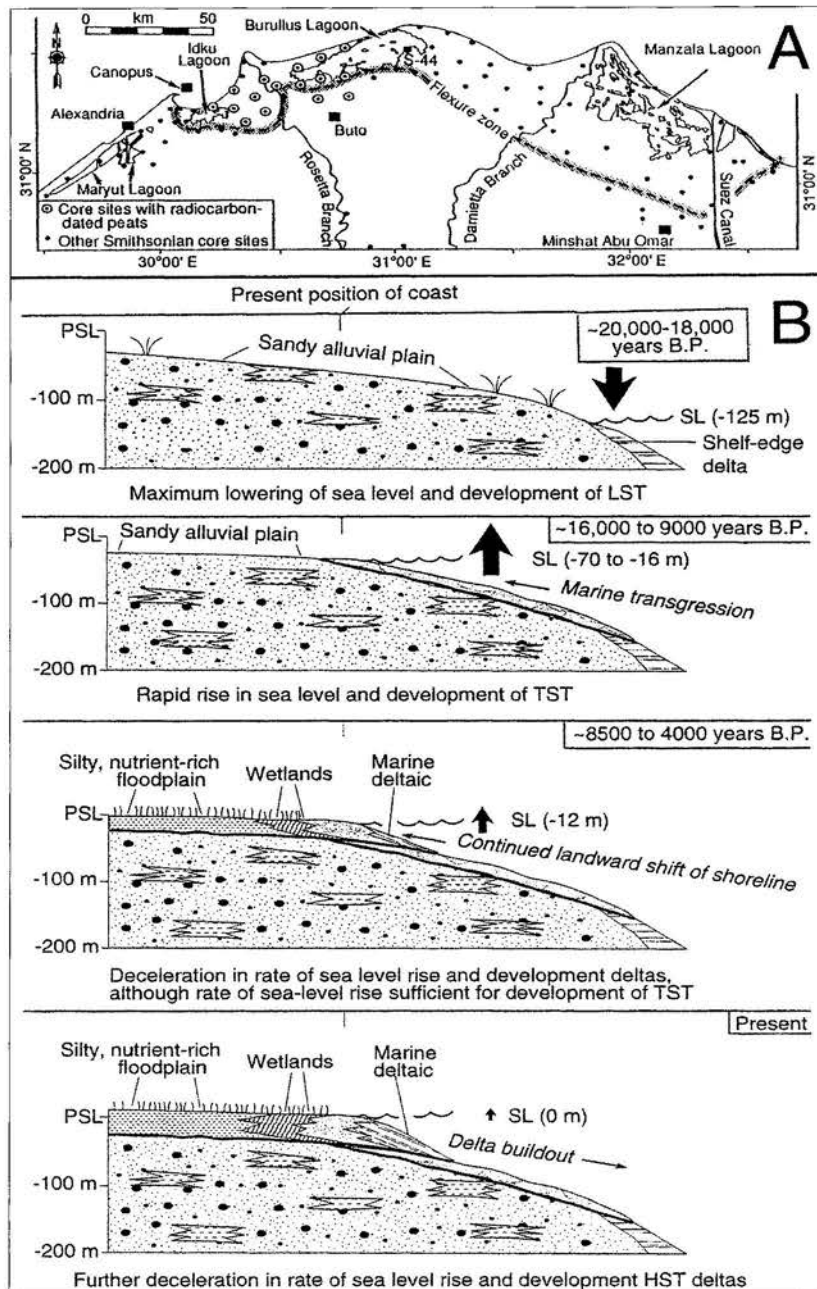 0 km 50
Burullus Lagoon
A
N
Idku
Lagoon
S-44
Manzala Lagoon
Canopus
Alexandria
Flexure zone
Buto
31°00' N
Maryut Lagoon
Rosetta Branch
Damietta Branch
Suez Canal
31°00' N
Core sites with radiocarbon-
dated peats
Other Smithsonian core sites
Minshat Abu Omar
30°00' E
31°00' E
32°00' E
Present position of coast
B
PSL
~20,000-18,000
years B.P.
Sandy alluvial plain
-100 m
SL (-125 m)
Shelf-edge
delta
-200 m
Maximum lowering of sea level and development of LST
PSL
Sandy alluvial plain
~16,000 to 9000 years B.P.
SL (-70 to -16 m)
-100 m
Marine transgression
-200 m
Rapid rise in sea level and development of TST
~8500 to 4000 years B.P.
Silty, nutrient-rich
floodplain
Wetlands
Marine
deltaic
PSL
SL (-12 m)
Continued landward shift of shoreline
-100 m
-200 m
Deceleration in rate of sea level rise and development deltas,
although rate of sea-level rise sufficient for development of TST
Present
Silty, nutrient-rich
floodplain
Wetlands
Marine
deltaic
PSL
SL (0 m)
Delta buildout
-100 m
-200 m
Further deceleration in rate of sea level rise and development HST deltas